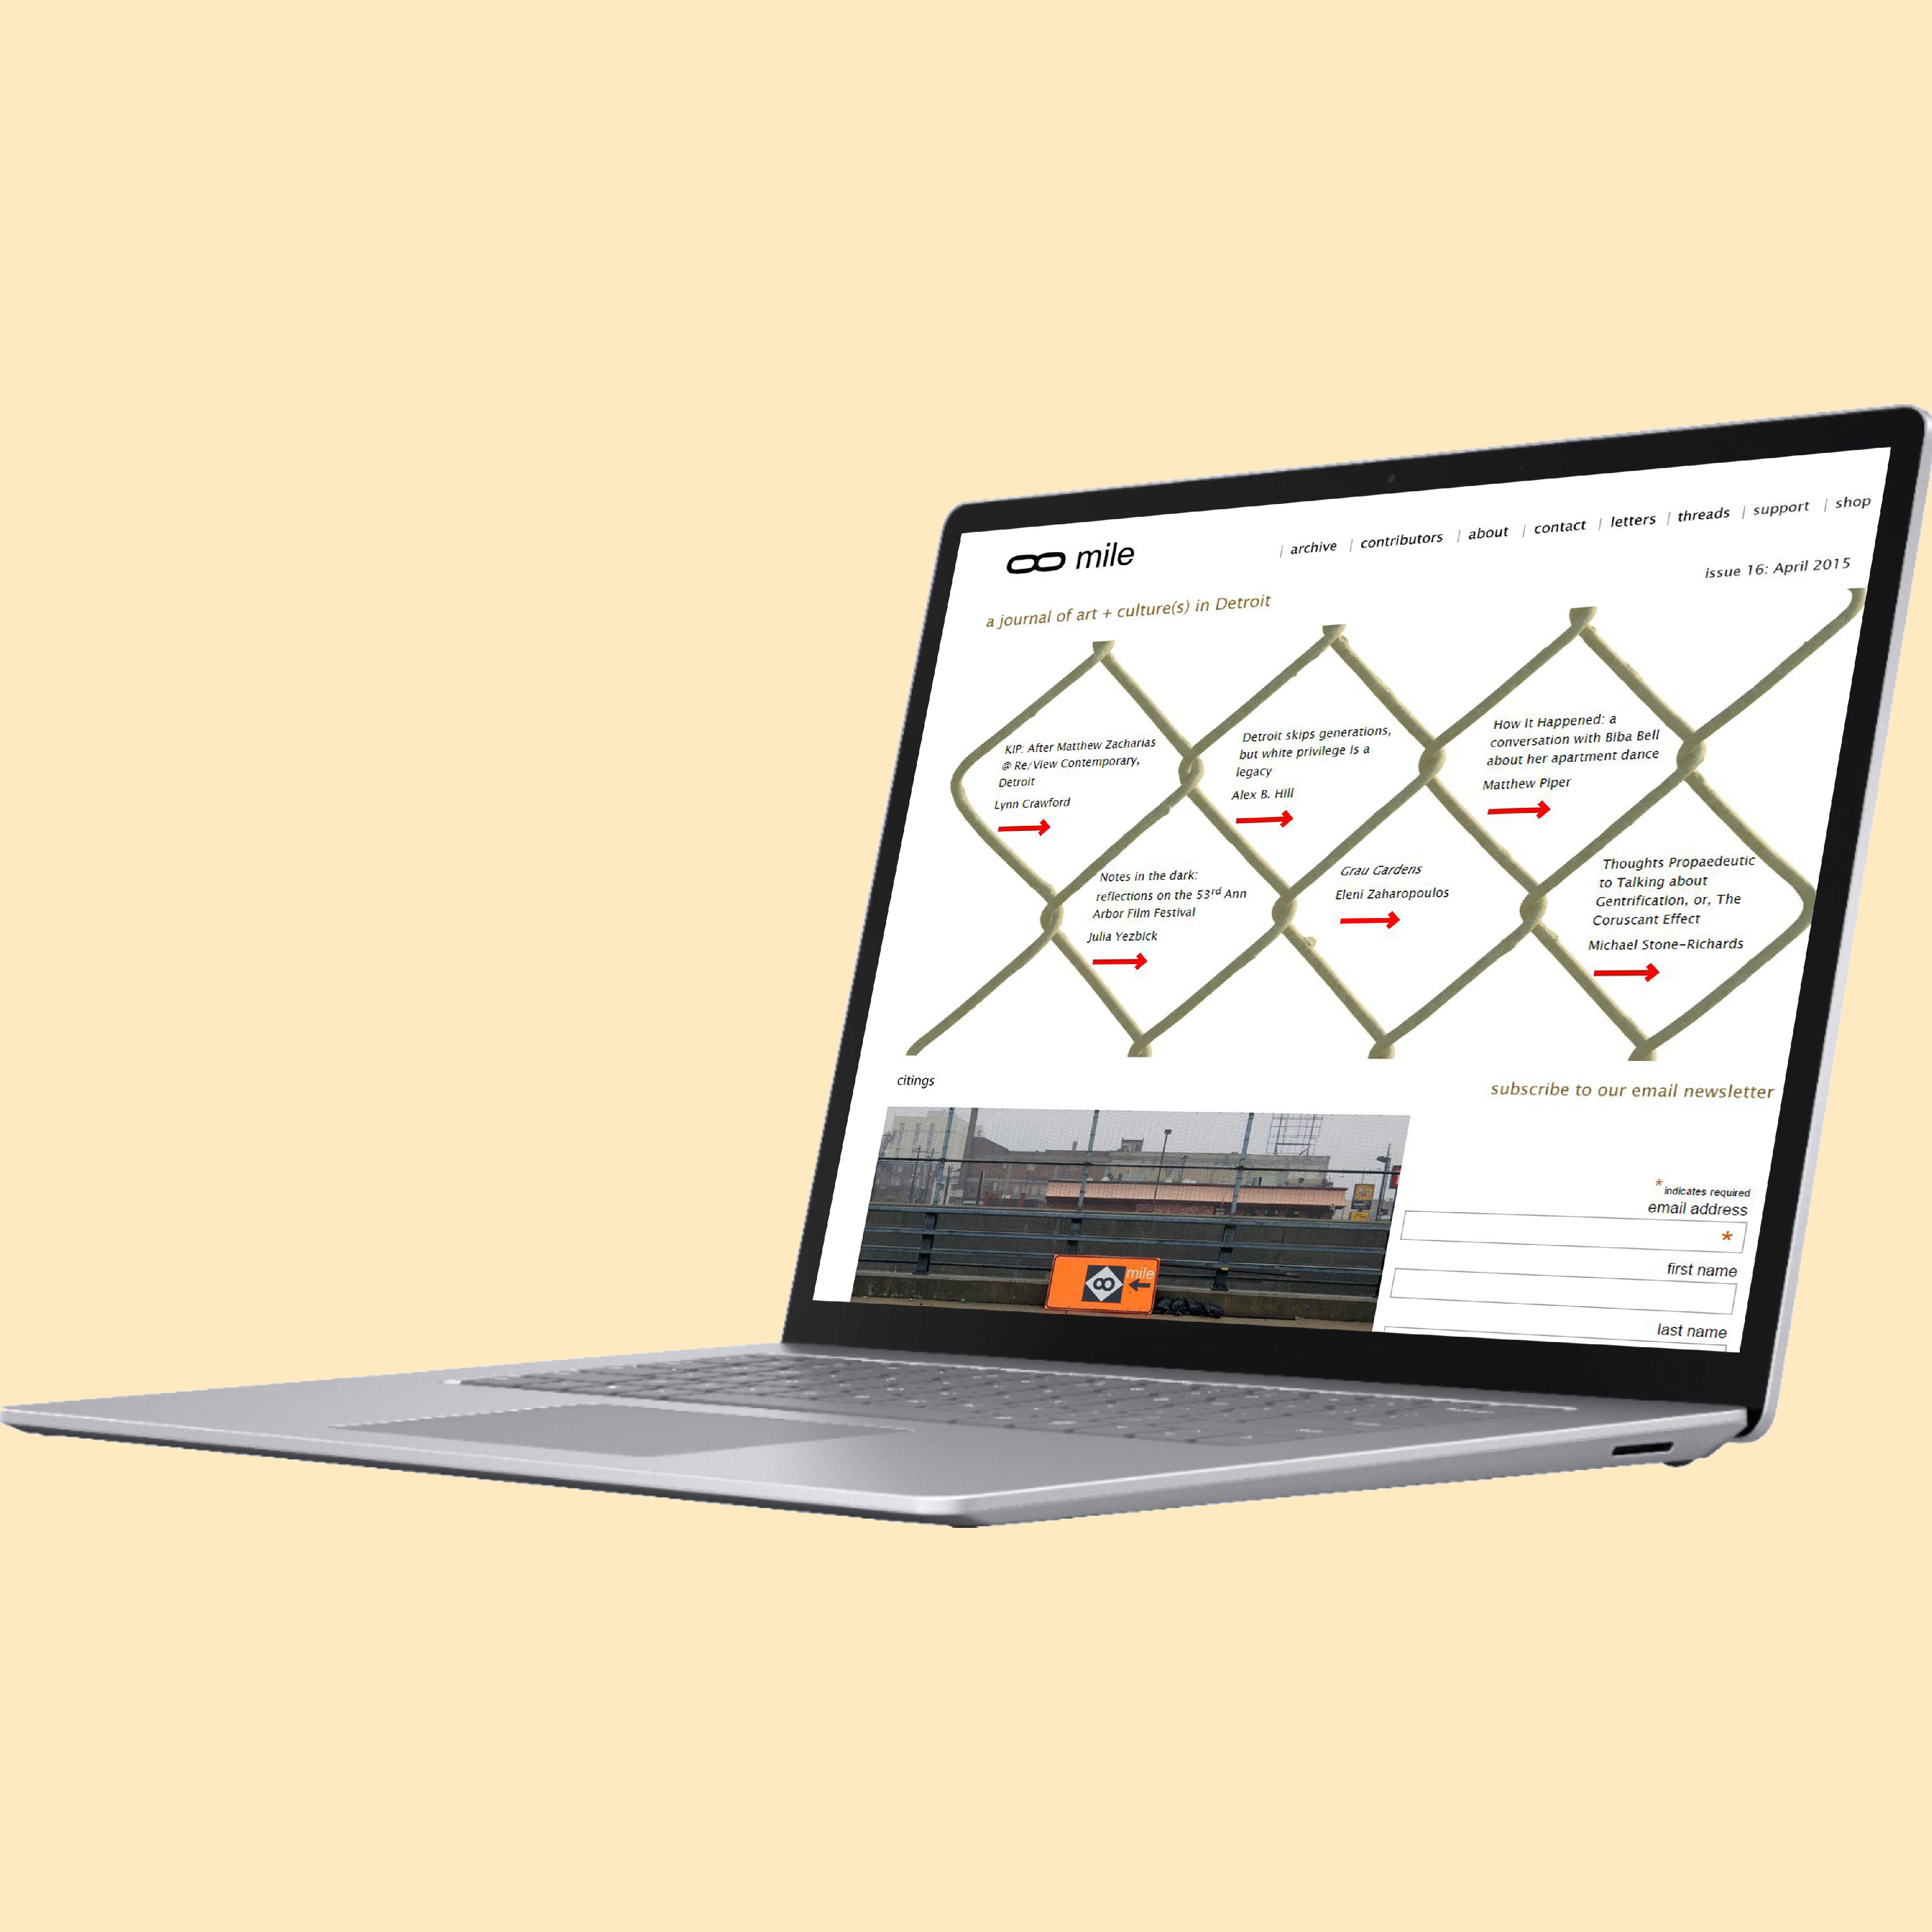 mile
| archive | contributors | about | contact | letters | threads | support | shop
issue 16: April 2015
a journal of art + culture(s) in Detroit
KIP: After Matthew Zacharias
@ Re/View Contemporary,
Detroit
Lynn Crawford
Detroit skips generations,
but white privilege is a
legacy
Alex B. Hill
How It Happened: a
conversation with Biba Bell
about her apartment dance
Matthew Piper
Notes in the dark:
reflections on the 53rd Ann
Arbor Film Festival
Julia Yezbick
Grau Gardens
Eleni Zaharopoulos
Thoughts Propaedeutic
to Talking about
Gentrification, or, The
Coruscant Effect
Michael Stone-Richards
citings
8 mile
subscribe to our email newsletter
* indicates required
email address
*
first name
last name